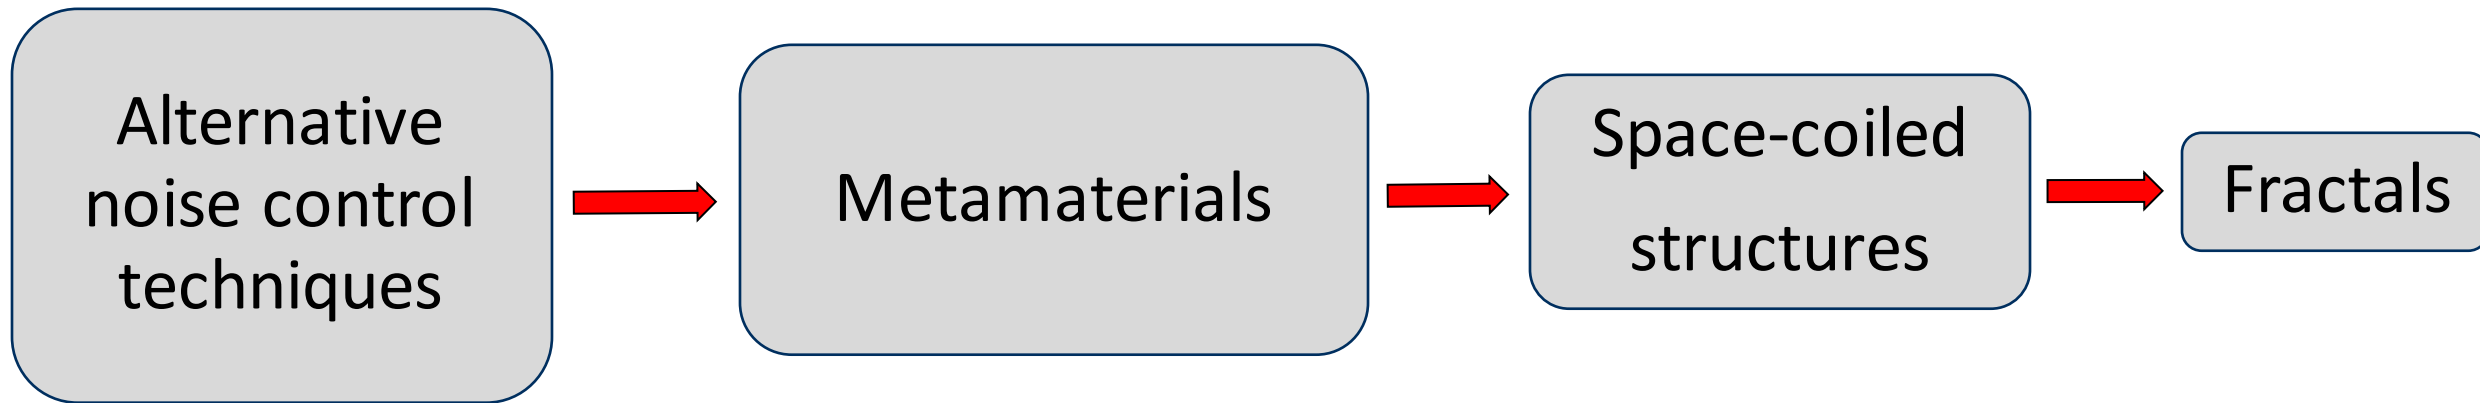 Alternative
noise control
techniques
Metamaterials
Space-coiled
structures
Fractals